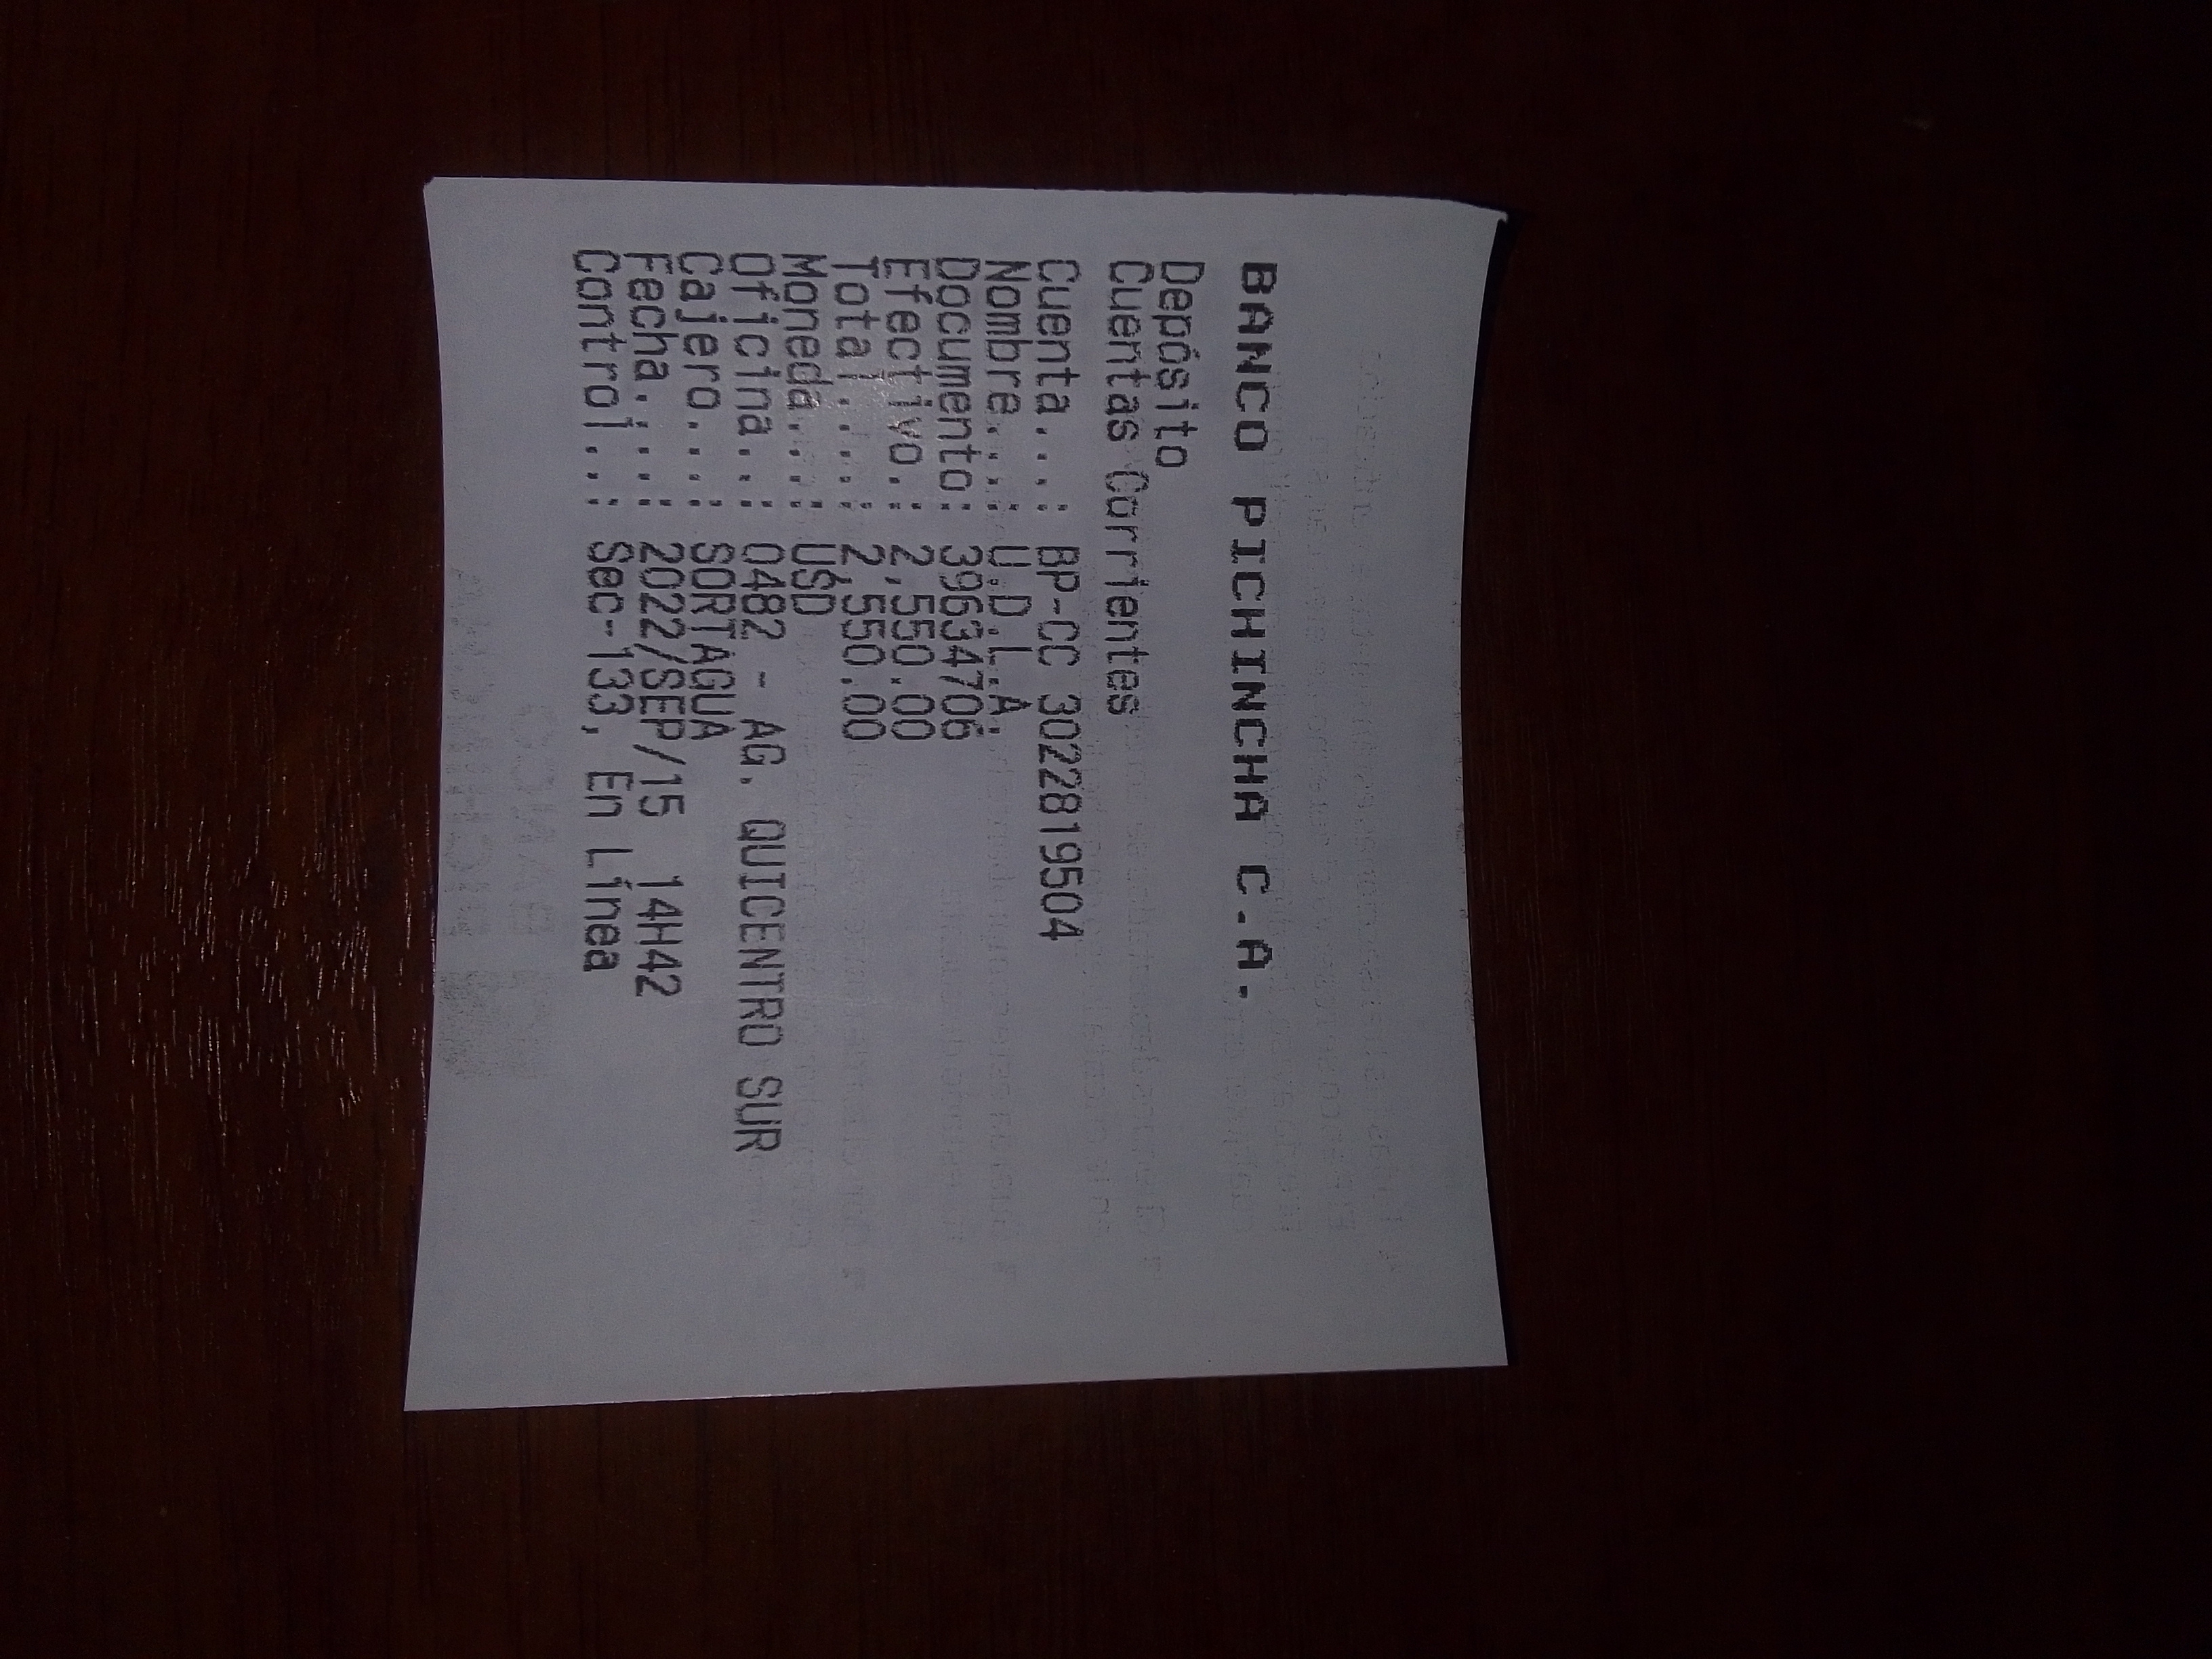 BANCO PICHINCHA C.A.
Depósito
Cuentas Corrientes
Cuenta...: BP-CC 3022819504
Nombre...: U.D.L.A.
Documento: 39634706
Efectivo.: 2,550.00
Total....: 2,550.00
Moneda...: USD
Oficina..: 0482 - AG. QUICENTRO SUR
Cajero...: SORTAGUA
Fecha....: 2022/SEP/15 14H42
Control..: Sec-133, En Línea